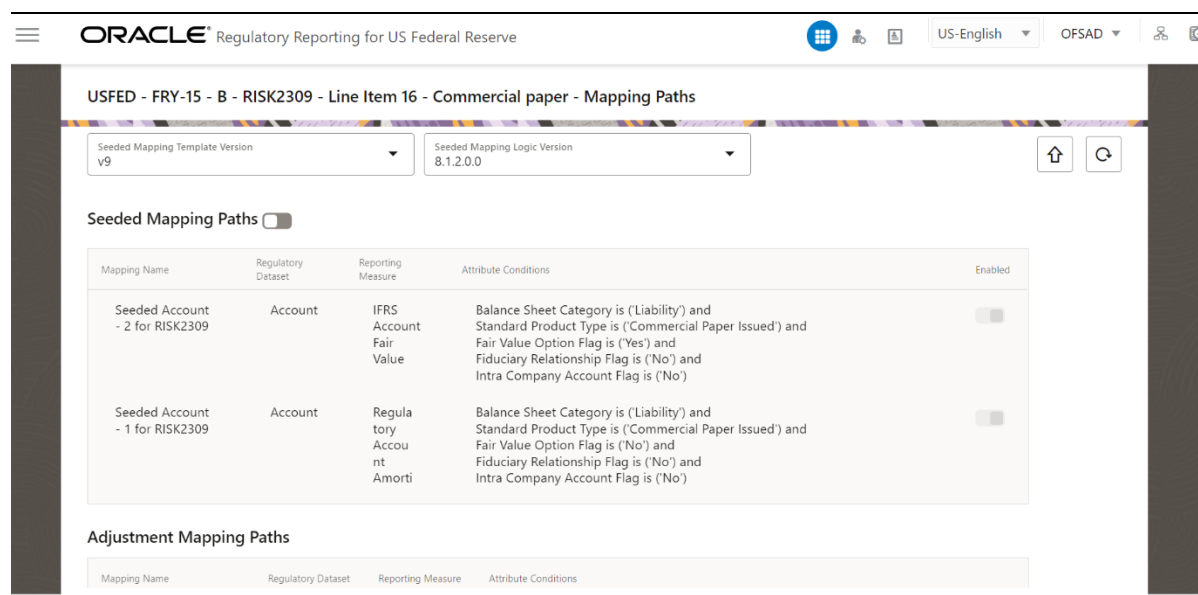 ORACLE® Regulatory Reporting for US Federal Reserve
US-English
OFSAD
USFED - FRY-15 - B - RISK2309 - Line Item 16 - Commercial paper - Mapping Paths
Seeded Mapping Template Version
v9
Seeded Mapping Logic Version
8.1.2.0.0
Seeded Mapping Paths
Mapping Name Regulatory Dataset Reporting Measure Attribute Conditions Enabled
Seeded Account Account IFRS Balance Sheet Category is ('Liability') and
- 2 for RISK2309 Account Standard Product Type is ('Commercial Paper Issued') and
Fair Fair Value Option Flag is ('Yes') and
Value Fiduciary Relationship Flag is ('No') and
Intra Company Account Flag is ('No')
Seeded Account Account Regula Balance Sheet Category is ('Liability') and
- 1 for RISK2309 tory Standard Product Type is ('Commercial Paper Issued') and
Accou Fair Value Option Flag is ('No') and
nt Fiduciary Relationship Flag is ('No') and
Amorti Intra Company Account Flag is ('No')
Adjustment Mapping Paths
Mapping Name Regulatory Dataset Reporting Measure Attribute Conditions